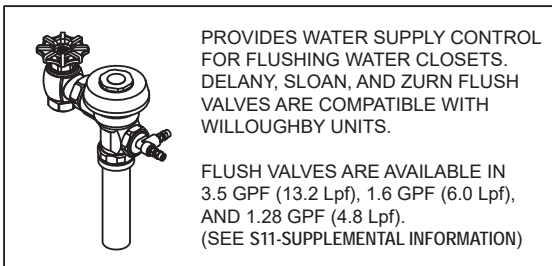 PROVIDES WATER SUPPLY CONTROL
FOR FLUSHING WATER CLOSETS.
DELANY, SLOAN, AND ZURN FLUSH
VALVES ARE COMPATIBLE WITH
WILLOUGHBY UNITS.
FLUSH VALVES ARE AVAILABLE IN
3.5 GPF (13.2 Lpf), 1.6 GPF (6.0 Lpf),
AND 1.28 GPF (4.8 Lpf).
(SEE S11-SUPPLEMENTAL INFORMATION)